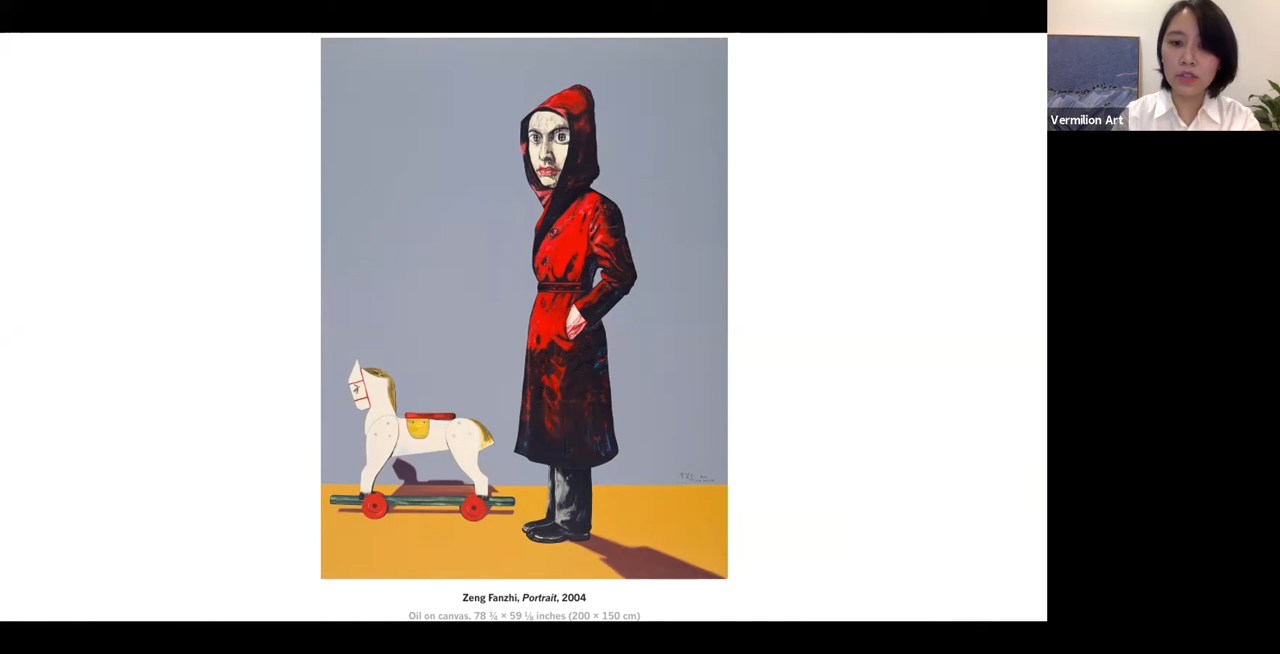 Vermilion Art
Zeng Fanzhi, Portrait, 2004
Oil on canvas, 78 ¾ × 59 ⅛ inches (200 × 150 cm)